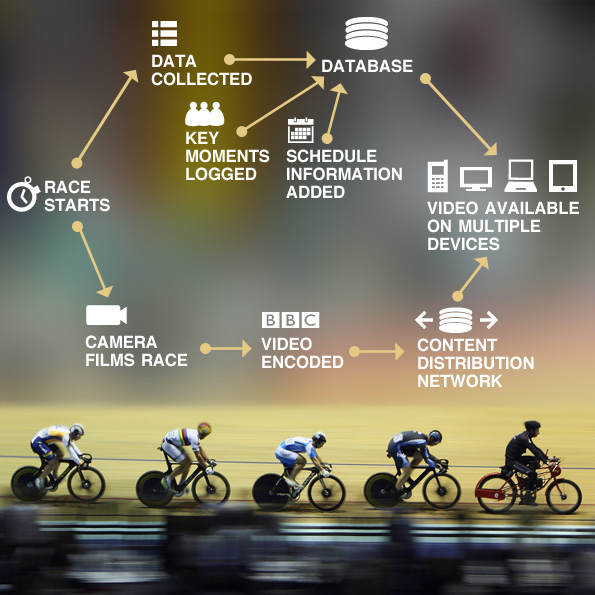 DATA
COLLECTED
DATABASE
KEY
MOMENTS
LOGGED
SCHEDULE
INFORMATION
ADDED
RACE
STARTS
VIDEO AVAILABLE
ON MULTIPLE
DEVICES
CAMERA
FILMS RACE
BBC
VIDEO
ENCODED
CONTENT
DISTRIBUTION
NETWORK